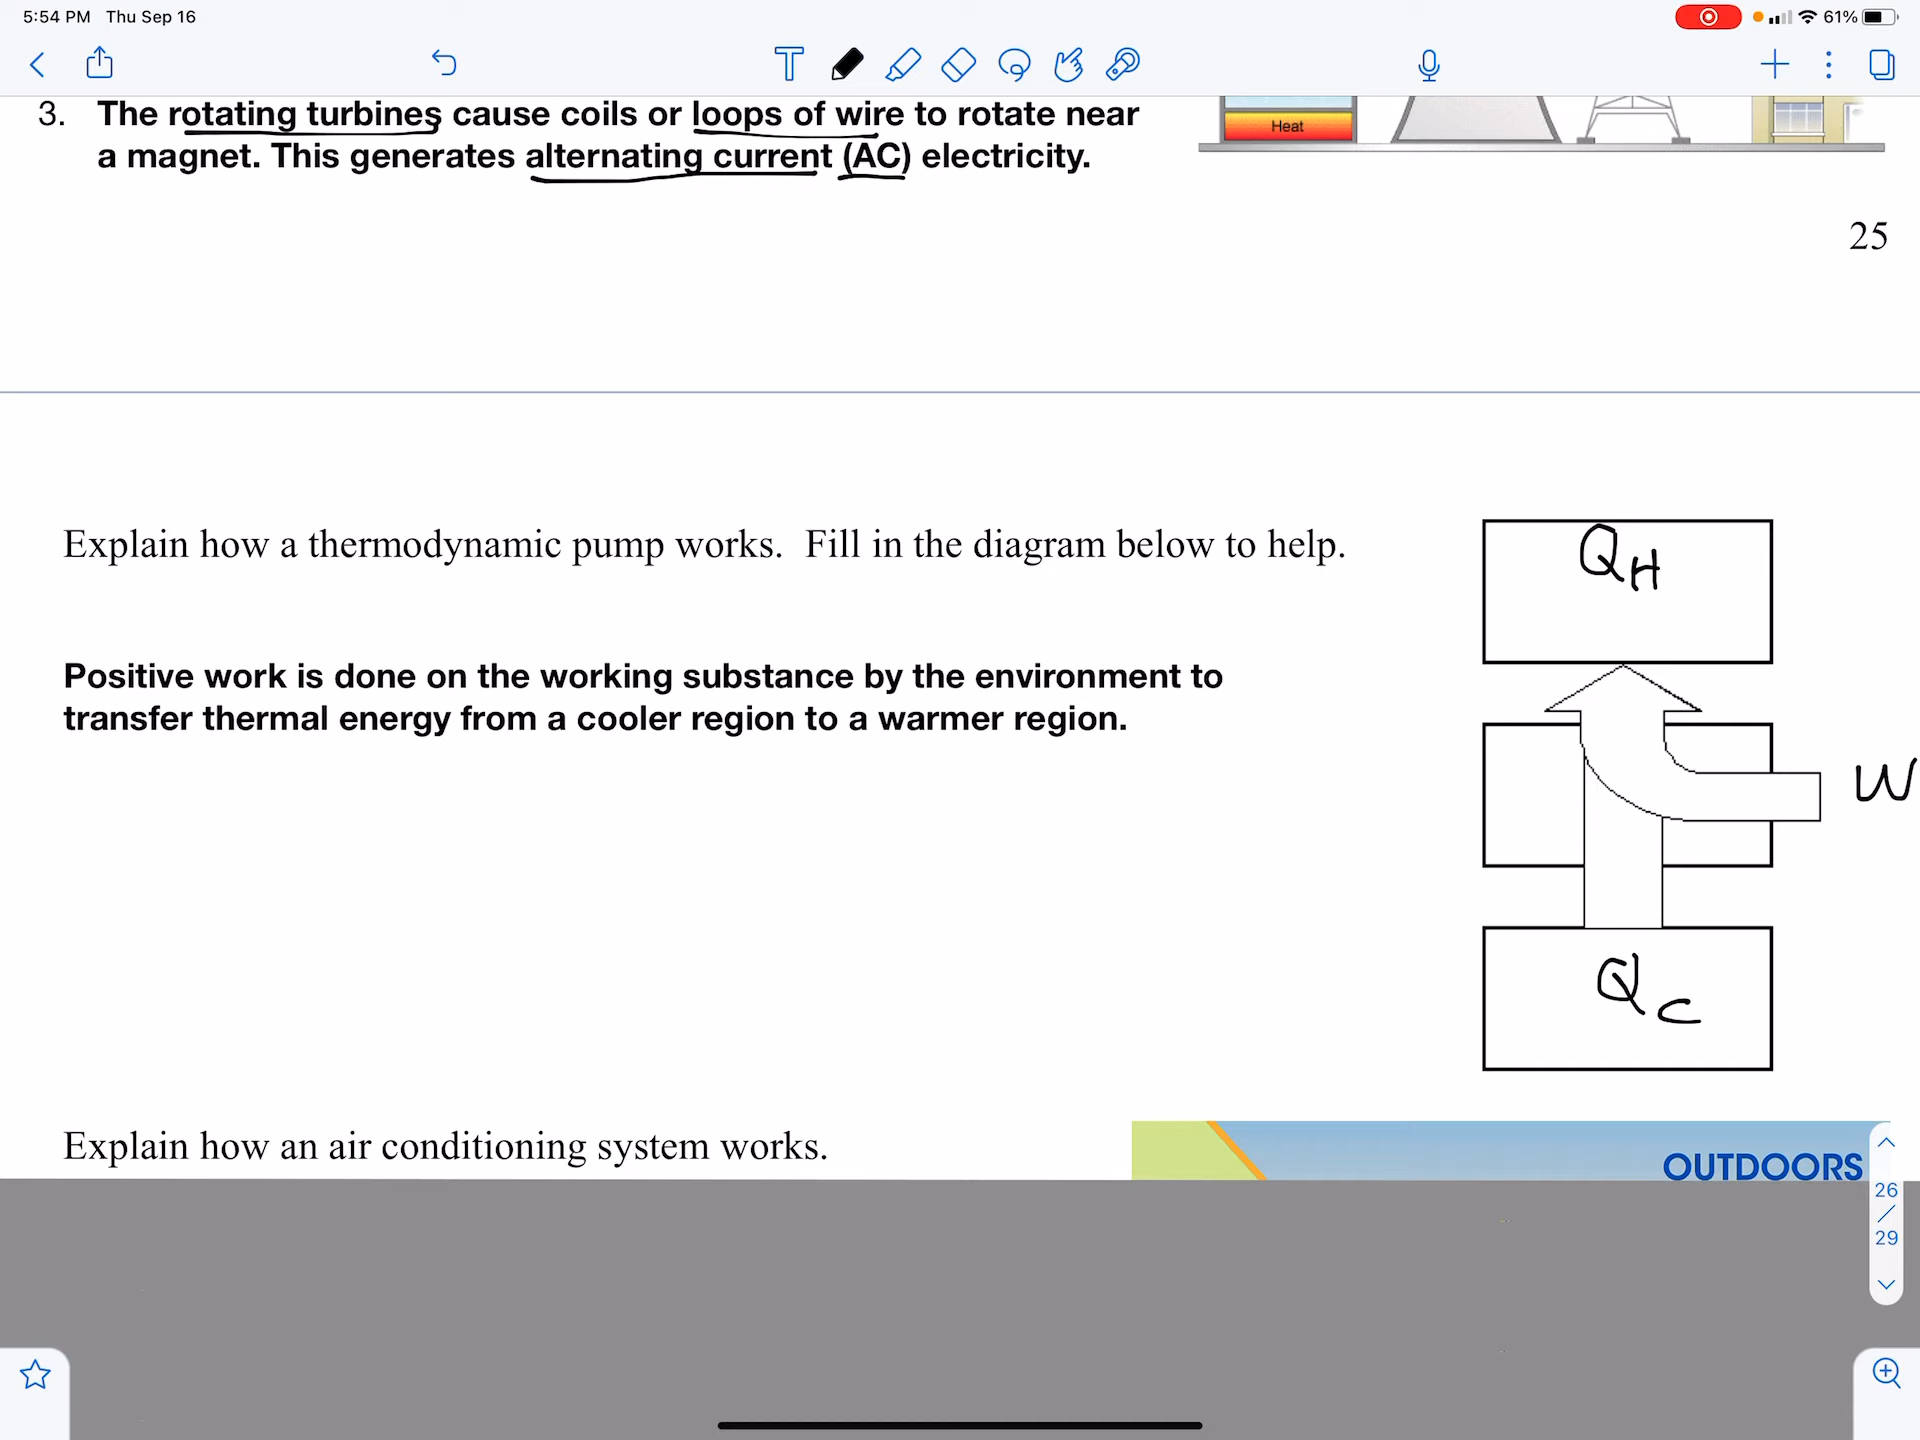 5:54 PM Thu Sep 16
61%
3. The rotating turbines cause coils or loops of wire to rotate near
a magnet. This generates alternating current (AC) electricity.
Heat
25
Explain how a thermodynamic pump works. Fill in the diagram below to help.
QH
Positive work is done on the working substance by the environment to
transfer thermal energy from a cooler region to a warmer region.
W
QC
Explain how an air conditioning system works.
OUTDOORS
26
/
29